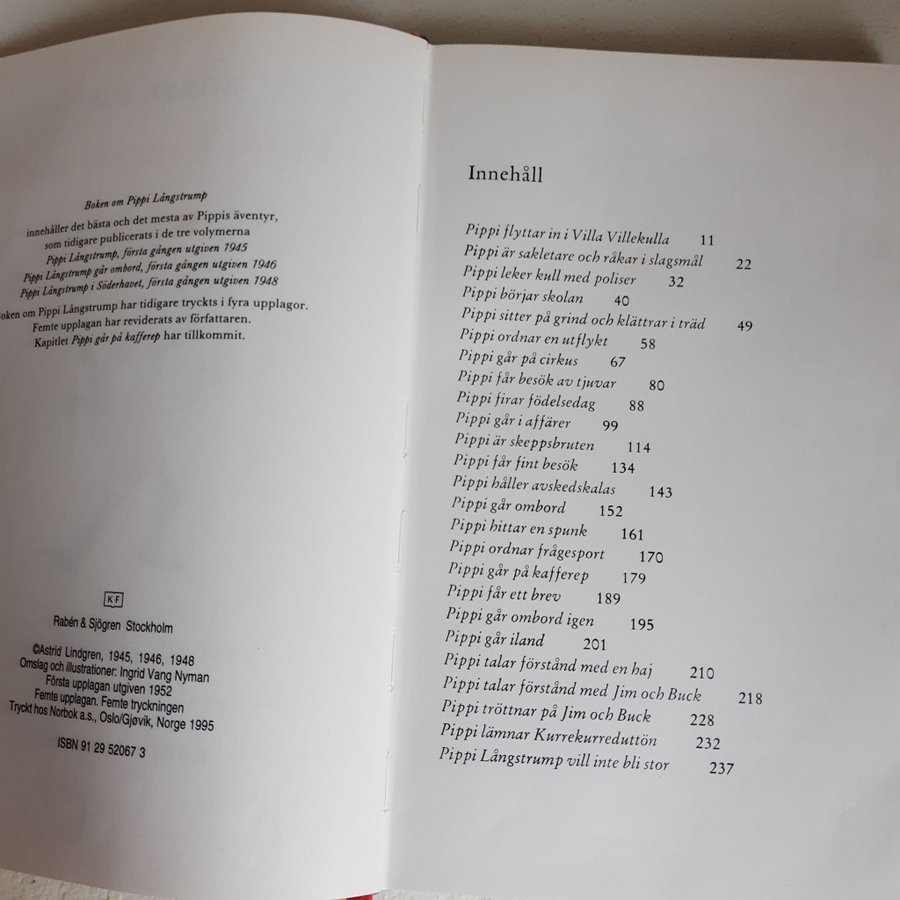 Boken om Pippi Långstrump
innehåller det bästa och det mesta av Pippis äventyr,
som tidigare publicerats i de tre volymerna
Pippi Långstrump, första gången utgiven 1945
Pippi Långstrump går ombord, första gången utgiven 1946
Pippi Långstrump i Söderhavet, första gången utgiven 1948
oken om Pippi Långstrump har tidigare tryckts i fyra upplagor.
Femte upplagan har reviderats av författaren.
Kapitlet Pippi går på kafferep har tillkommit.
KF
Rabén & Sjögren Stockholm
©Astrid Lindgren, 1945, 1946, 1948
Omslag och illustrationer: Ingrid Vang Nyman
Första upplagan utgiven 1952
Femte upplagan. Femte tryckningen
Tryckt hos Norbok a.s., Oslo/Gjøvik, Norge 1995
ISBN 91 29 52067 3
Innehåll
Pippi flyttar in i Villa Villekulla 11
Pippi är sakletare och råkar i slagsmål 22
Pippi leker kull med poliser 32
Pippi börjar skolan 40
Pippi sitter på grind och klättrar i träd 49
Pippi ordnar en utflykt 58
Pippi går på cirkus 67
Pippi får besök av tjuvar 80
Pippi firar födelsedag 88
Pippi går i affärer 99
Pippi är skeppsbruten 114
Pippi får fint besök 134
Pippi håller avskedskalas 143
Pippi går ombord 152
Pippi hittar en spunk 161
Pippi ordnar frågesport 170
Pippi går på kafferep 179
Pippi får ett brev 189
Pippi går ombord igen 195
Pippi går iland 201
Pippi talar förstånd med en haj 210
Pippi talar förstånd med Jim och Buck 218
Pippi tröttnar på Jim och Buck 228
Pippi lämnar Kurrekurreduttön 232
Pippi Långstrump vill inte bli stor 237